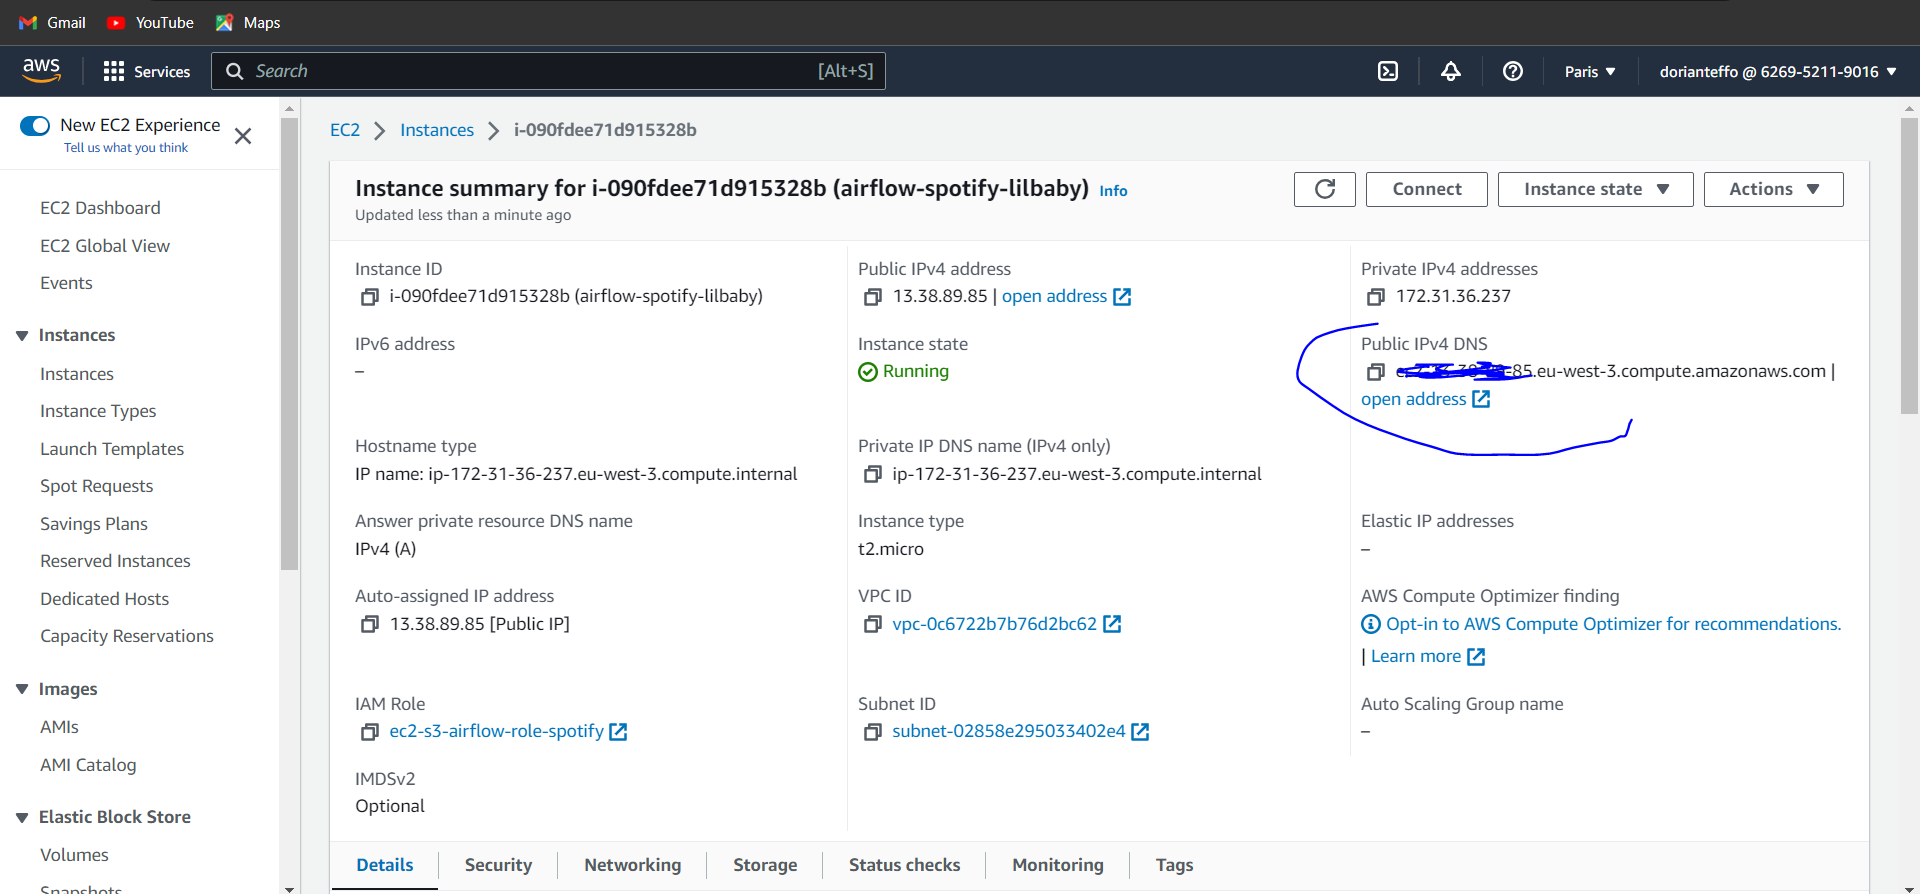 Gmail YouTube Maps
aws Services Search [Alt+S] Paris ▼ dorianteffo @ 6269-5211-9016 ▼
New EC2 Experience
Tell us what you think
EC2 Dashboard
EC2 Global View
Events
Instances
Instances
Instance Types
Launch Templates
Spot Requests
Savings Plans
Reserved Instances
Dedicated Hosts
Capacity Reservations
Images
AMIs
AMI Catalog
Elastic Block Store
Volumes
Snapshots
EC2 > Instances > i-090fdee71d915328b
Instance summary for i-090fdee71d915328b (airflow-spotify-lilbaby) Info
Updated less than a minute ago
Connect Instance state ▼ Actions ▼
Instance ID
i-090fdee71d915328b (airflow-spotify-lilbaby)
Public IPv4 address
13.38.89.85 | open address
Private IPv4 addresses
172.31.36.237
IPv6 address
–
Instance state
Running
Public IPv4 DNS
-85.eu-west-3.compute.amazonaws.com |
open address
Hostname type
IP name: ip-172-31-36-237.eu-west-3.compute.internal
Private IP DNS name (IPv4 only)
ip-172-31-36-237.eu-west-3.compute.internal
Answer private resource DNS name
IPv4 (A)
Instance type
t2.micro
Elastic IP addresses
–
Auto-assigned IP address
13.38.89.85 [Public IP]
VPC ID
vpc-0c6722b7b76d2bc62
AWS Compute Optimizer finding
Opt-in to AWS Compute Optimizer for recommendations.
| Learn more
IAM Role
ec2-s3-airflow-role-spotify
Subnet ID
subnet-02858e295033402e4
Auto Scaling Group name
–
IMDSv2
Optional
Details Security Networking Storage Status checks Monitoring Tags